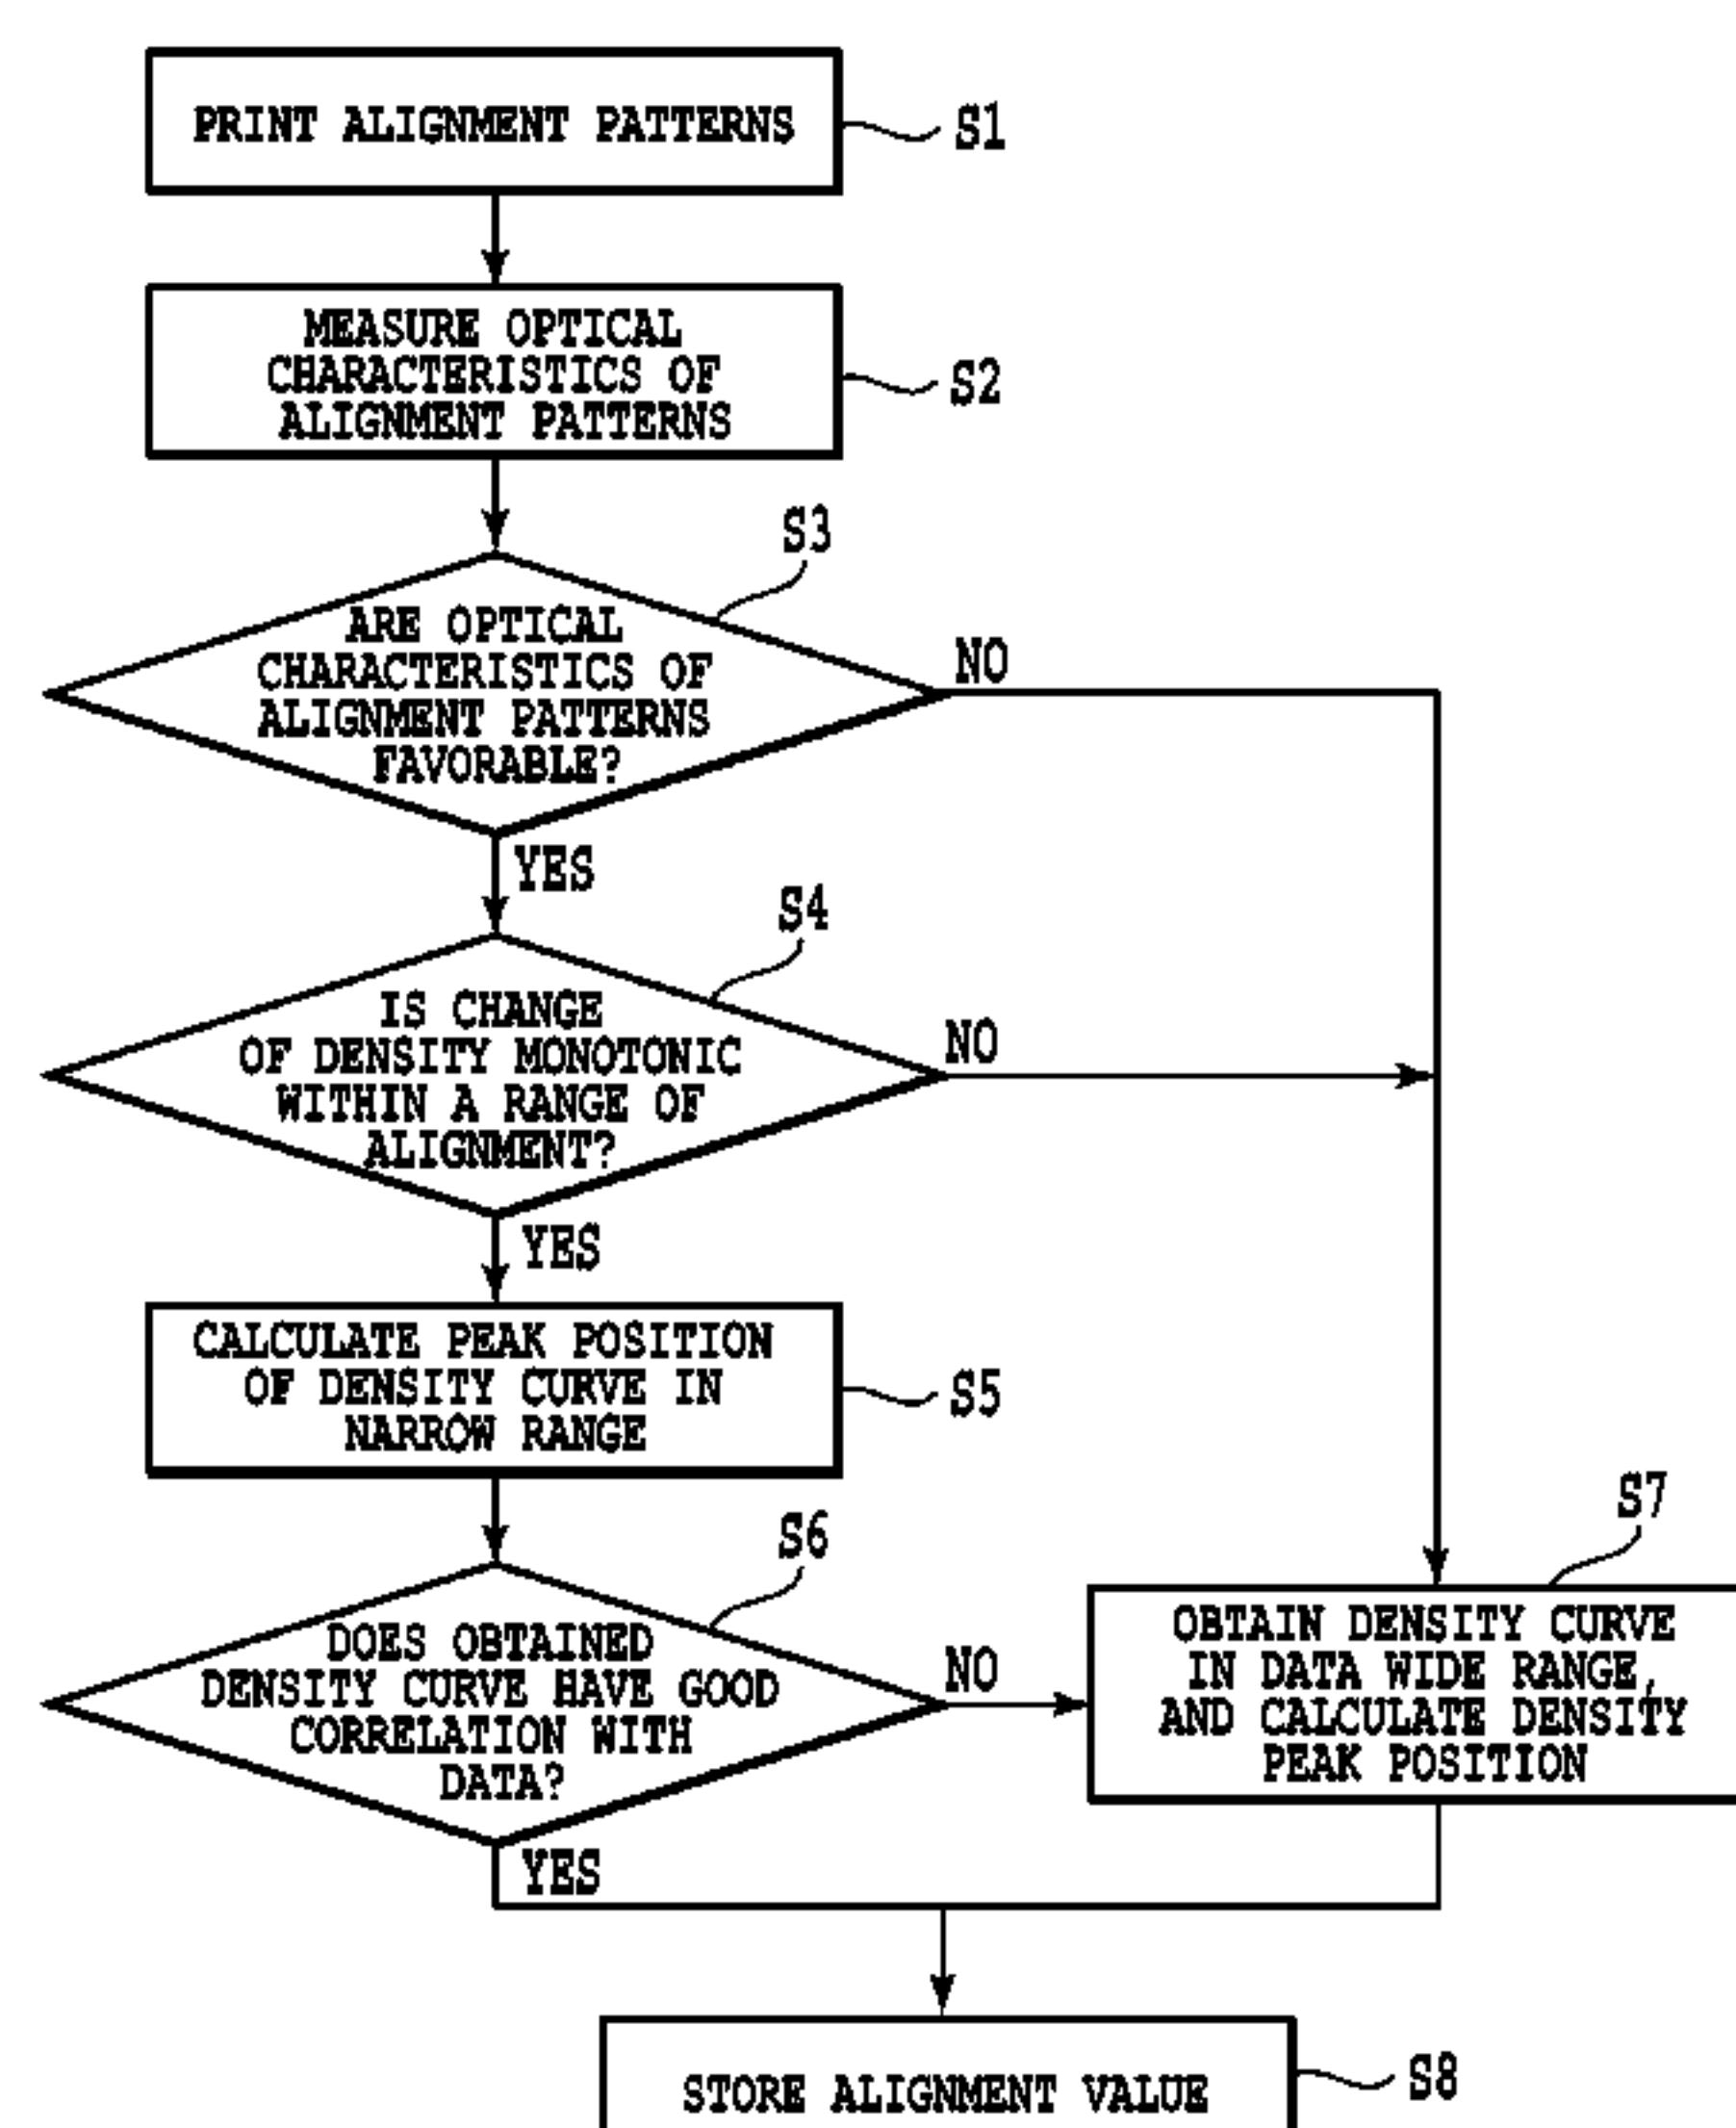 PRINT ALIGNMENT PATTERNS
S1
MEASURE OPTICAL
CHARACTERISTICS OF
ALIGNMENT PATTERNS
S2
S3
ARE OPTICAL
CHARACTERISTICS OF
ALIGNMENT PATTERNS
FAVORABLE?
NO
YES
S4
IS CHANGE
OF DENSITY MONOTONIC
WITHIN A RANGE OF
ALIGNMENT?
NO
YES
CALCULATE PEAK POSITION
OF DENSITY CURVE IN
NARROW RANGE
S5
S6
DOES OBTAINED
DENSITY CURVE HAVE GOOD
CORRELATION WITH
DATA?
NO
YES
S7
OBTAIN DENSITY CURVE
IN DATA WIDE RANGE,
AND CALCULATE DENSITY
PEAK POSITION
STORE ALIGNMENT VALUE
S8